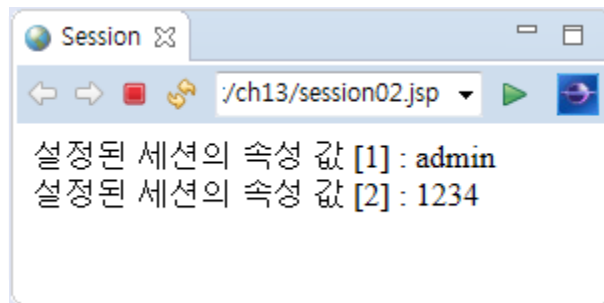 Session
:/ch13/session02.jsp
설정된 세션의 속성 값 [1] : admin
설정된 세션의 속성 값 [2] : 1234